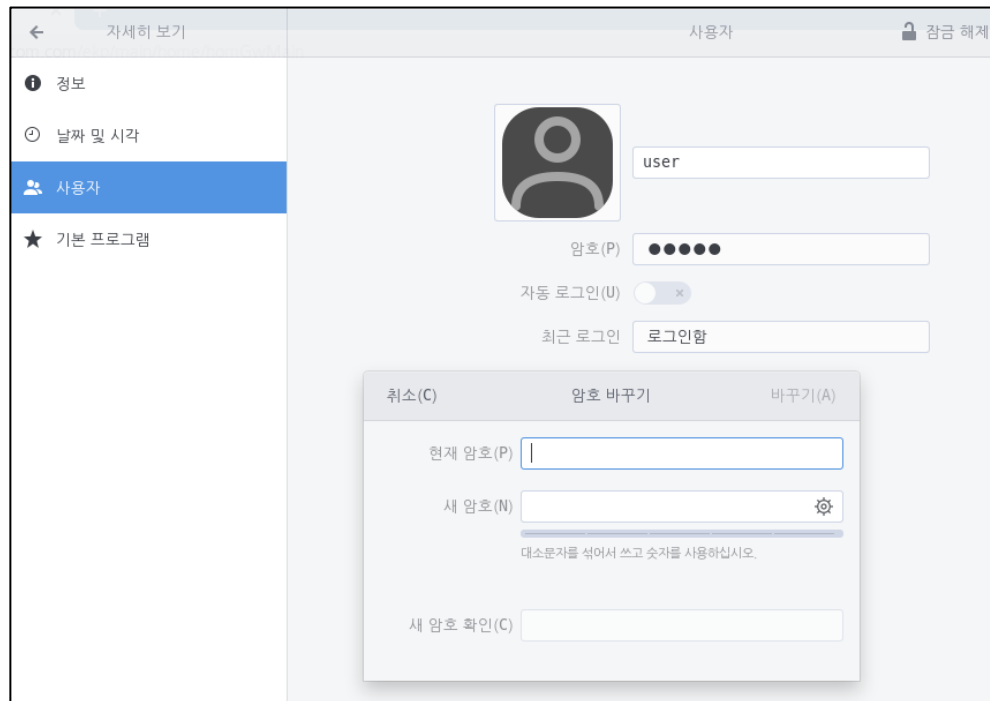 자세히 보기
사용자
잠금 해제
정보
날짜 및 시각
사용자
기본 프로그램
user
암호(P)
자동 로그인(U)
최근 로그인
로그인함
취소(C)
암호 바꾸기
바꾸기(A)
현재 암호(P)
새 암호(N)
대소문자를 섞어서 쓰고 숫자를 사용하십시오.
새 암호 확인(C)